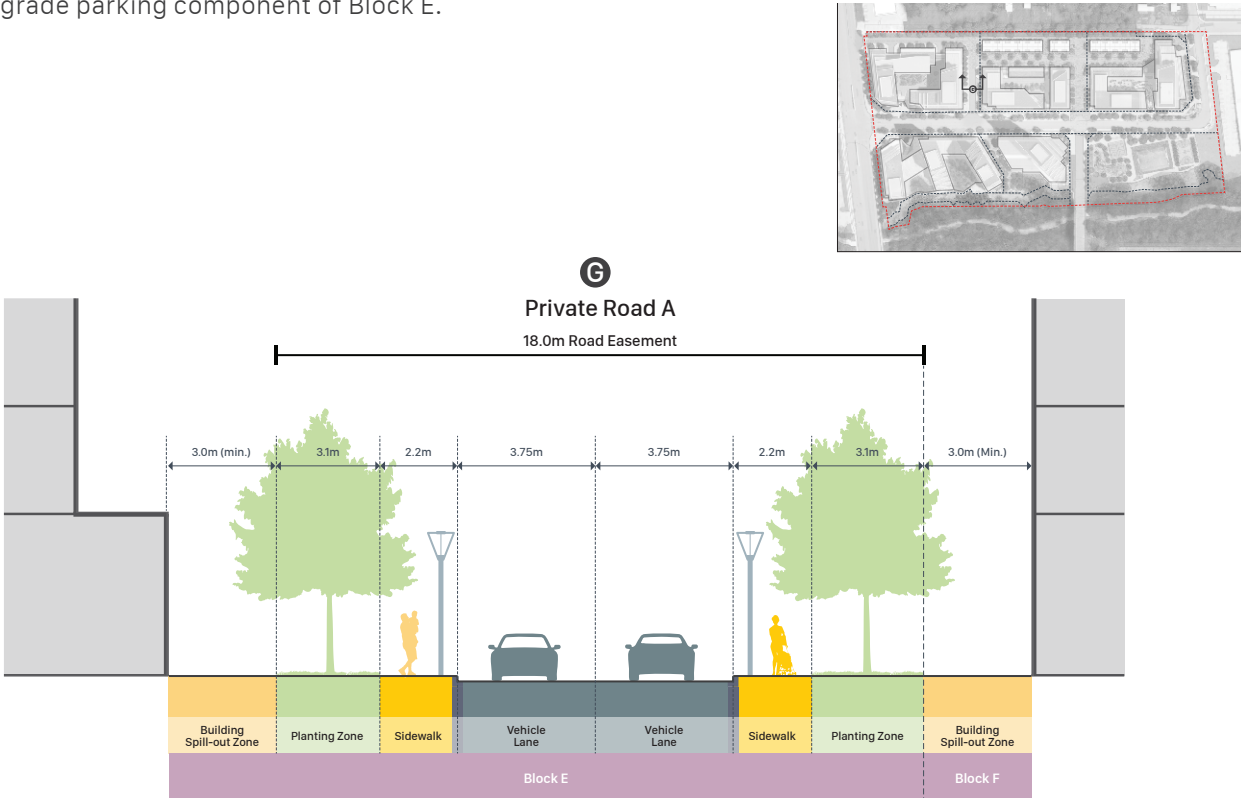 grade parking component of Block E.
G
Private Road A
18.0m Road Easement
3.0m (min.)
3.1m
2.2m
3.75m
3.75m
2.2m
3.1m
3.0m (Min.)
Building
Spill-out Zone
Planting Zone
Sidewalk
Vehicle
Lane
Vehicle
Lane
Sidewalk
Planting Zone
Building
Spill-out Zone
Block E
Block F